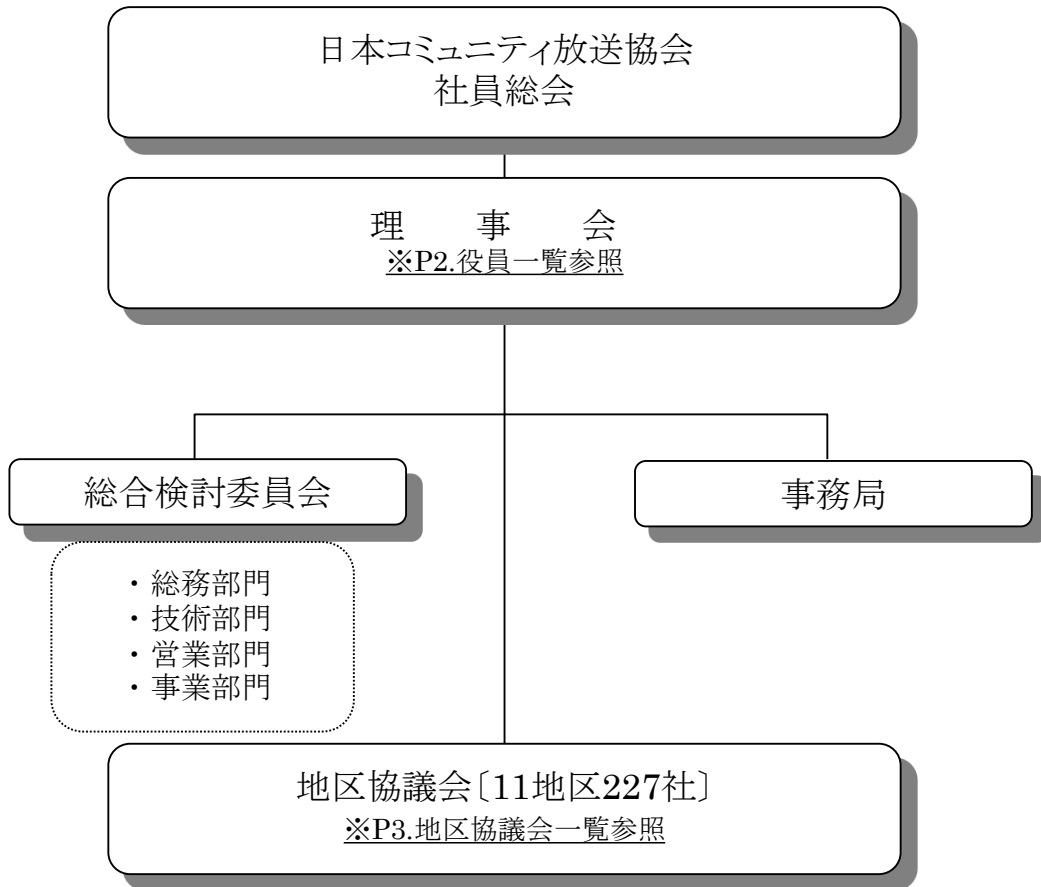 日本コミュニティ放送協会
社員総会
理　事　会
※P2.役員一覧参照
総合検討委員会
事務局
・総務部門
・技術部門
・営業部門
・事業部門
地区協議会〔11地区227社〕
※P3.地区協議会一覧参照